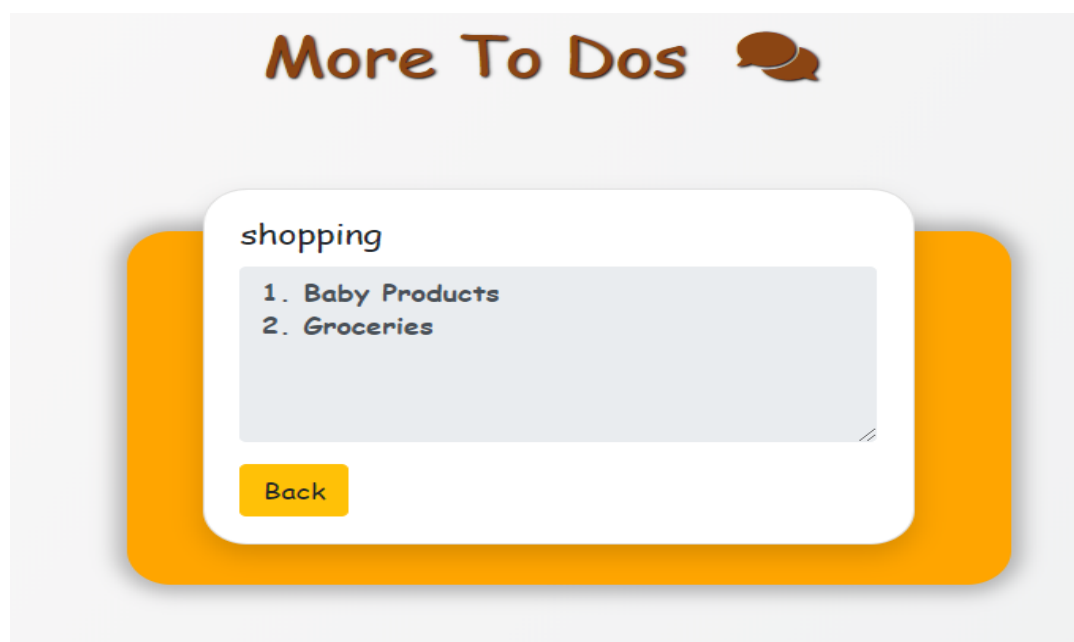 More To Dos
shopping
1. Baby Products
2. Groceries
Back